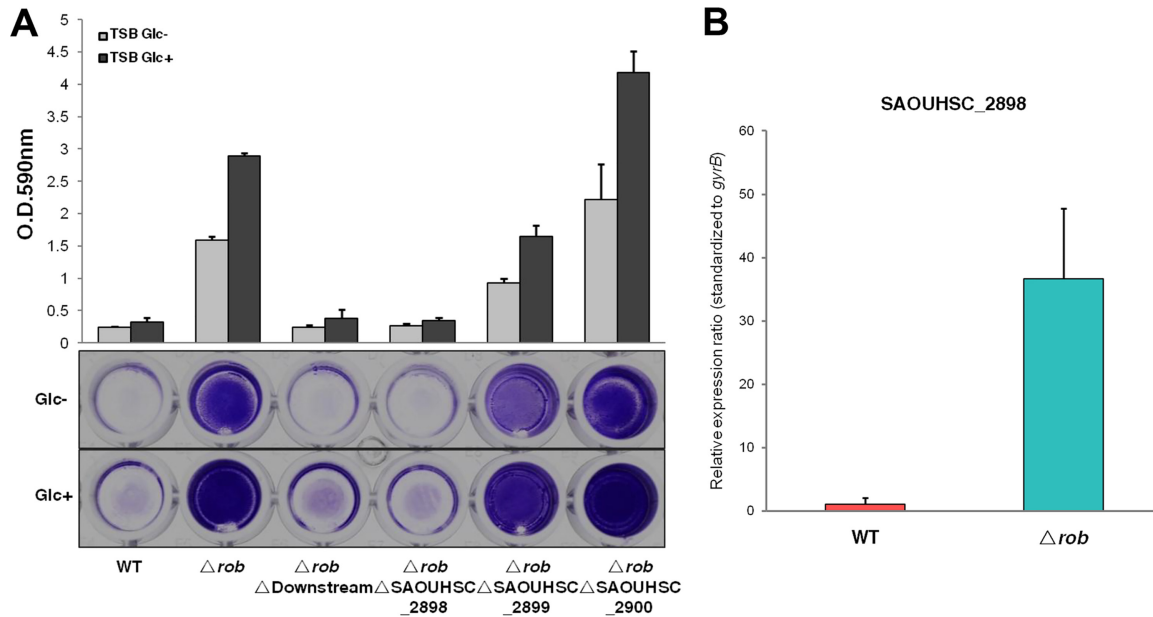 A
5
4.5
4
3.5
3
2.5
2
1.5
1
0.5
0
O.D.590nm
TSB Glc-
TSB Glc+
Glc-
Glc+
WT
△rob
△rob
△Downstream
△rob
△SAOUHSC
_2898
△rob
△SAOUHSC
_2899
△rob
△SAOUHSC
_2900
B
SAOUHSC_2898
Relative expression ratio (standardized to gyrB)
60
50
40
30
20
10
0
WT
△rob